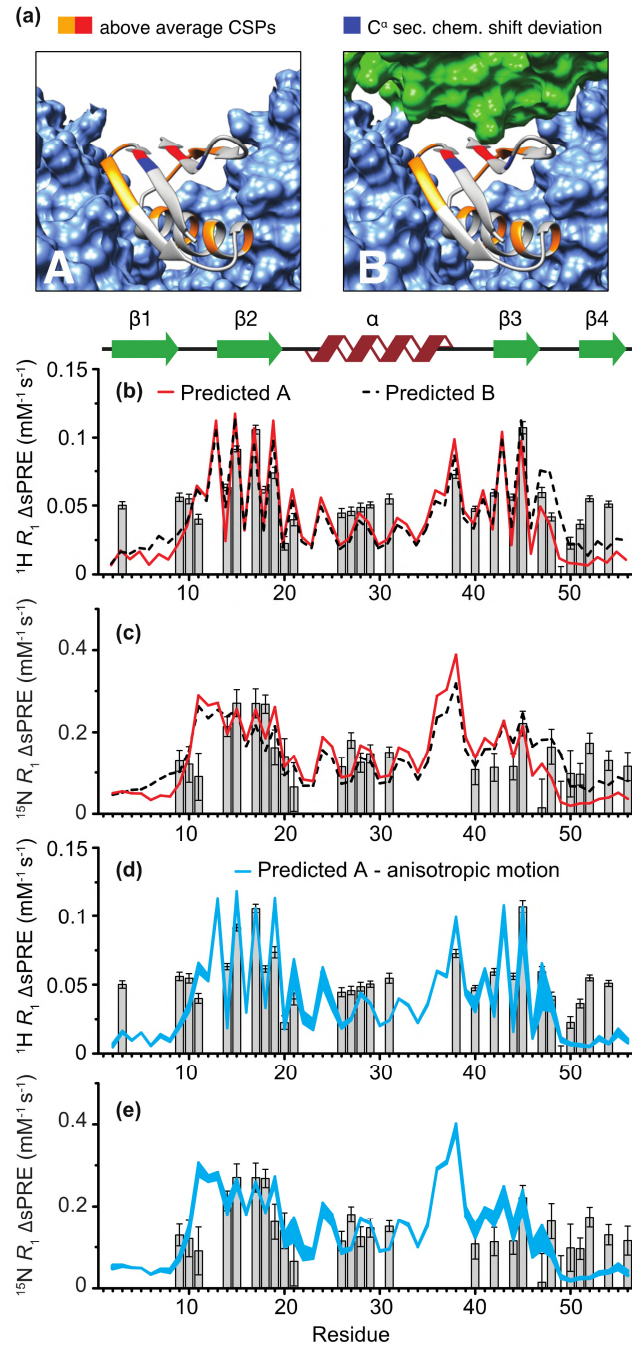 (a)
above average CSPs
Cα sec. chem. shift deviation
A
B
β1 β2 α β3 β4
(b)
Predicted A
Predicted B
¹H R₁ ΔsPRE (mM⁻¹ s⁻¹)
0.15
0.1
0.05
0
10 20 30 40 50
(c)
¹⁵N R₁ ΔsPRE (mM⁻¹ s⁻¹)
0.4
0.2
0
10 20 30 40 50
(d)
Predicted A - anisotropic motion
¹H R₁ ΔsPRE (mM⁻¹ s⁻¹)
0.15
0.1
0.05
0
10 20 30 40 50
(e)
¹⁵N R₁ ΔsPRE (mM⁻¹ s⁻¹)
0.4
0.2
0
10 20 30 40 50
Residue